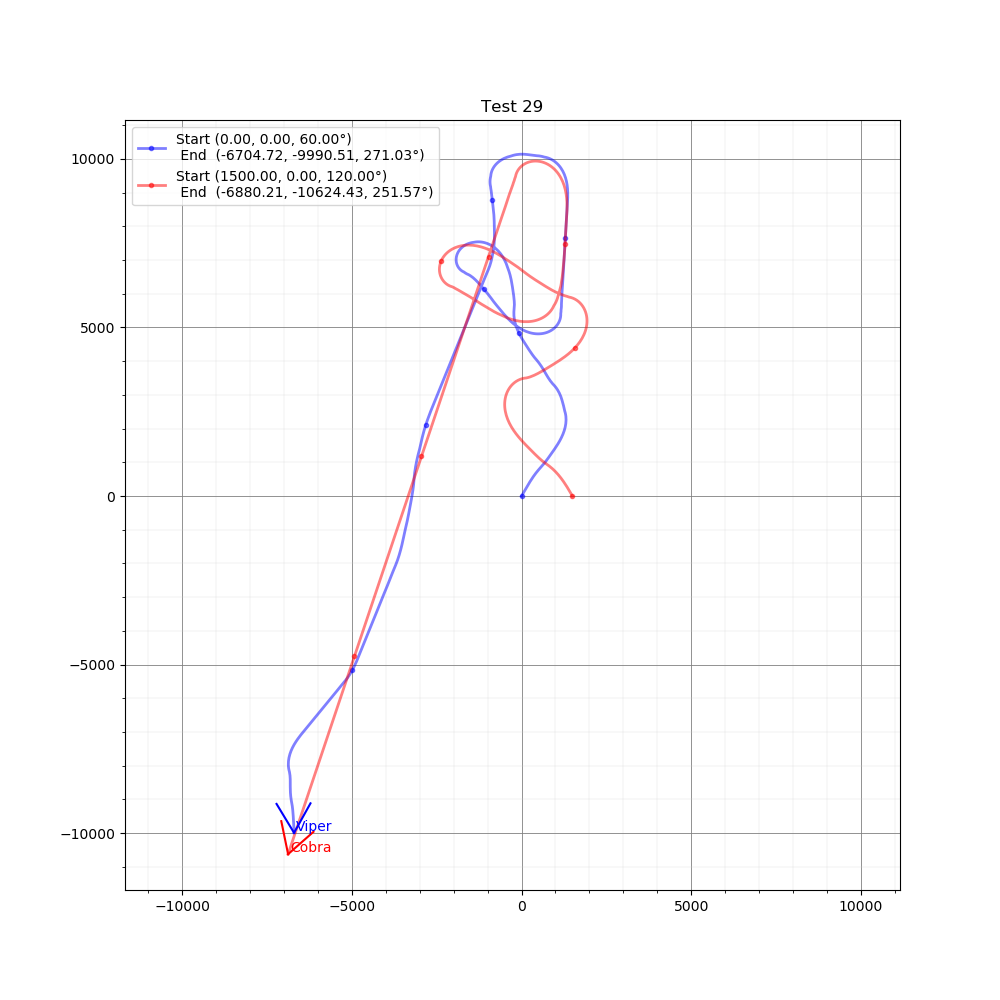 Test 29
Start (0.00, 0.00, 60.00°)
End (-6704.72, -9990.51, 271.03°)
Start (1500.00, 0.00, 120.00°)
End (-6880.21, -10624.43, 251.57°)
10000
5000
0
−5000
−10000
Viper
Cobra
−10000
−5000
0
5000
10000